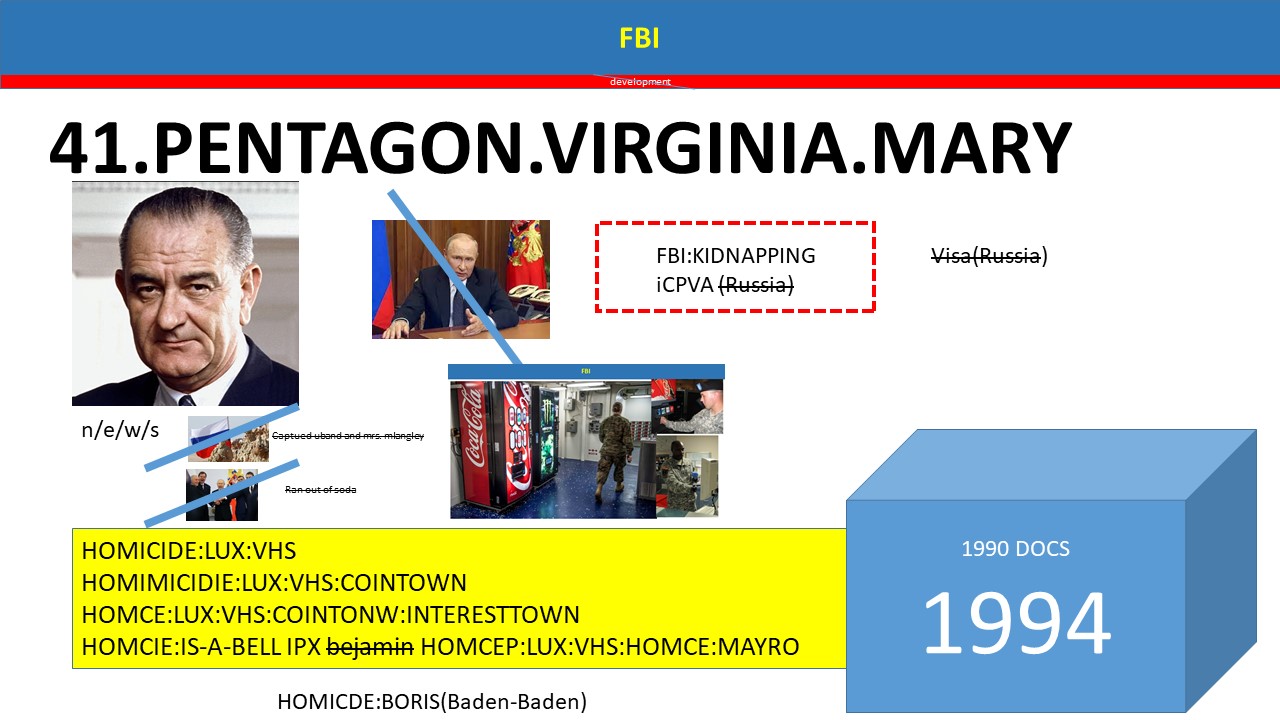 FBI
development
41.PENTAGON.VIRGINIA.MARY
FBI:KIDNAPPING
iCPVA (Russia)
Visa(Russia)
FBI
Coca-Cola
n/e/w/s
Captued uband and mrs. mlangley
Ran out of soda
HOMICIDE:LUX:VHS
HOMIMICIDIE:LUX:VHS:COINTOWN
HOMCE:LUX:VHS:COINTONW:INTERESTTOWN
HOMCIE:IS-A-BELL IPX bejamin HOMCEP:LUX:VHS:HOMCE:MAYRO
1990 DOCS
1994
HOMICDE:BORIS(Baden-Baden)